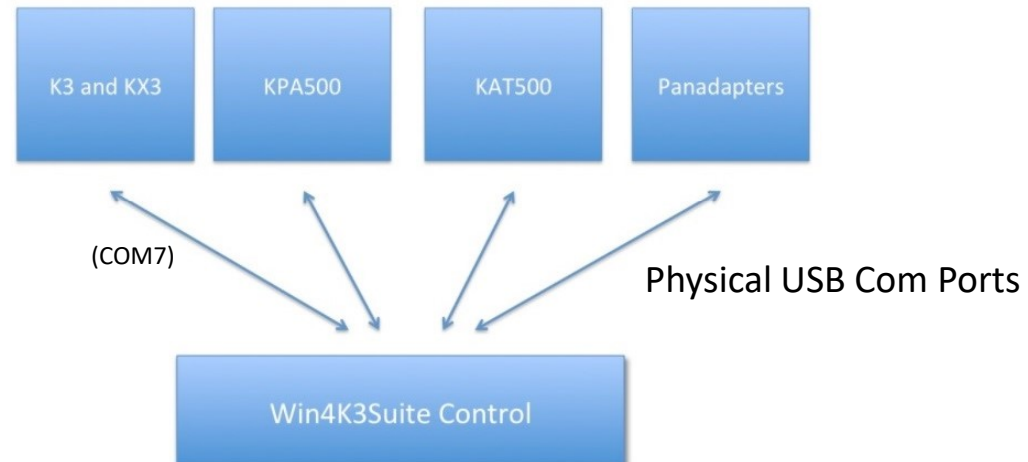 K3 and KX3
KPA500
KAT500
Panadapters
(COM7)
Physical USB Com Ports
Win4K3Suite Control